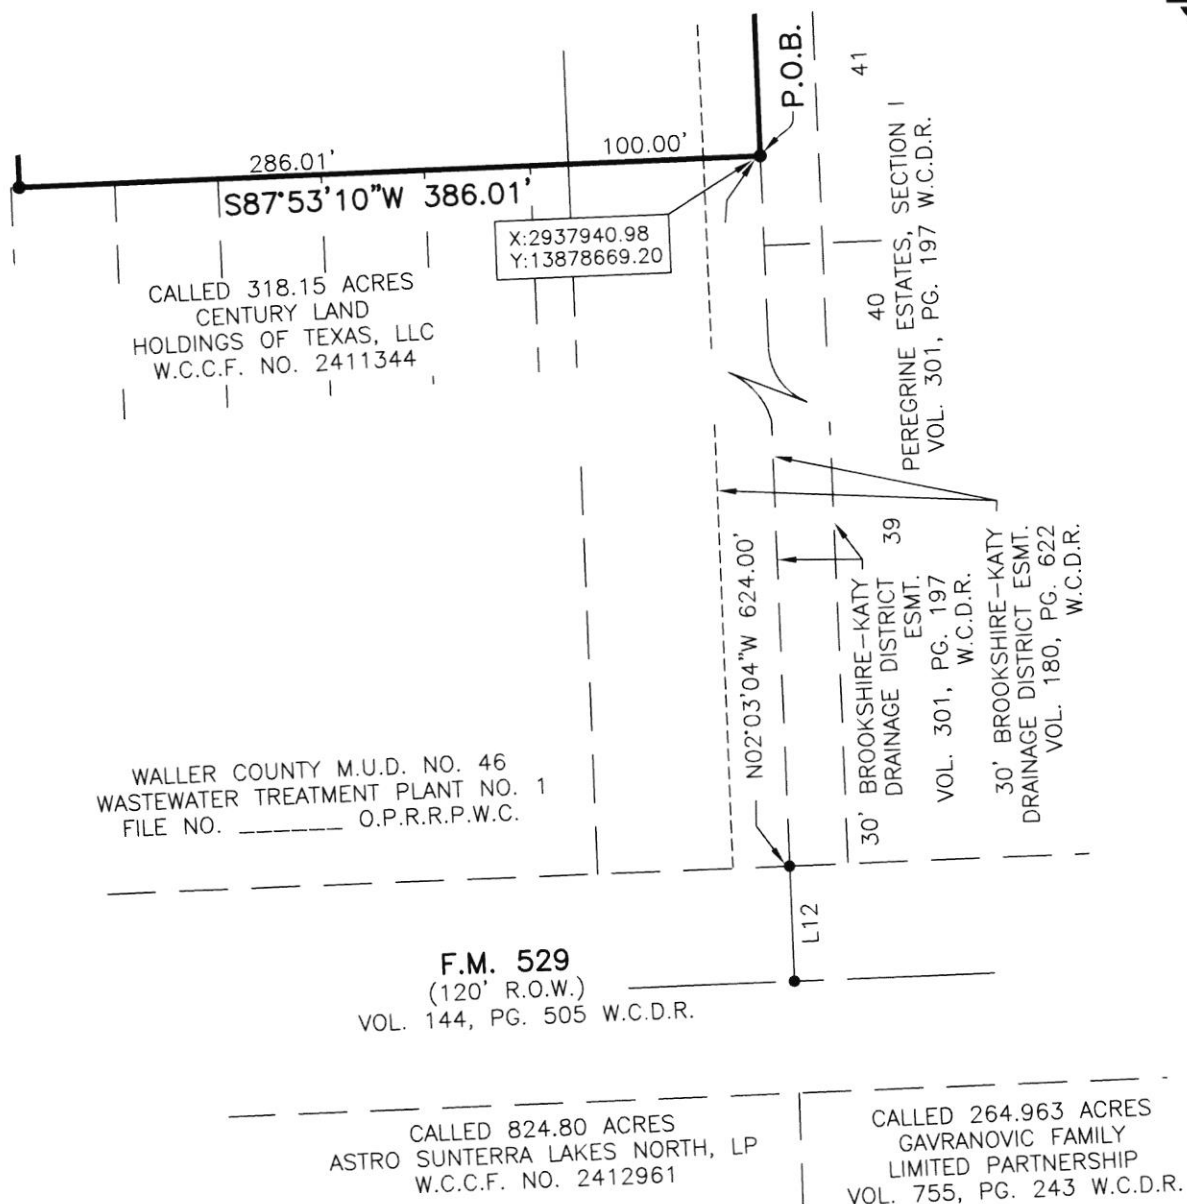 P.O.B.
41
286.01'
100.00'
S87°53'10"W 386.01'
X:2937940.98
Y:13878669.20
CALLED 318.15 ACRES
CENTURY LAND
HOLDINGS OF TEXAS, LLC
W.C.C.F. NO. 2411344
40
PEREGRINE ESTATES, SECTION I
VOL. 301, PG. 197 W.C.D.R.
39
N02°03'04"W 624.00'
30' BROOKSHIRE-KATY
DRAINAGE DISTRICT
ESMT.
VOL. 301, PG. 197
W.C.D.R.
30' BROOKSHIRE-KATY
DRAINAGE DISTRICT ESMT.
VOL. 180, PG. 622
W.C.D.R.
WALLER COUNTY M.U.D. NO. 46
WASTEWATER TREATMENT PLANT NO. 1
FILE NO. ______ O.P.R.R.P.W.C.
L12
F.M. 529
(120' R.O.W.)
VOL. 144, PG. 505 W.C.D.R.
CALLED 824.80 ACRES
ASTRO SUNTERRA LAKES NORTH, LP
W.C.C.F. NO. 2412961
CALLED 264.963 ACRES
GAVRANOVIC FAMILY
LIMITED PARTNERSHIP
VOL. 755, PG. 243 W.C.D.R.